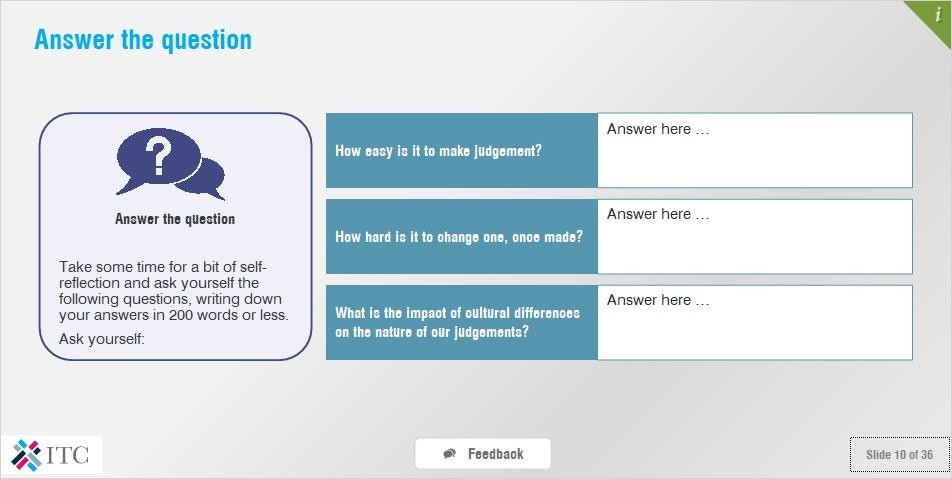 i
Answer the question
?
Answer the question
Take some time for a bit of self-
reflection and ask yourself the
following questions, writing down
your answers in 200 words or less.
Ask yourself:
How easy is it to make judgement?
Answer here ...
How hard is it to change one, once made?
Answer here ...
What is the impact of cultural differences
on the nature of our judgements?
Answer here ...
ITC
Feedback
Slide 10 of 36